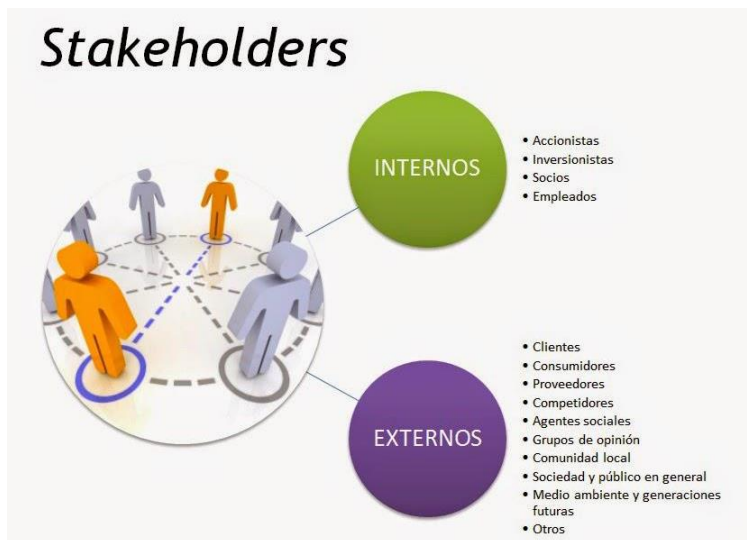 Stakeholders
INTERNOS
• Accionistas
• Inversionistas
• Socios
• Empleados
EXTERNOS
• Clientes
• Consumidores
• Proveedores
• Competidores
• Agentes sociales
• Grupos de opinión
• Comunidad local
• Sociedad y público en general
• Medio ambiente y generaciones
futuras
• Otros